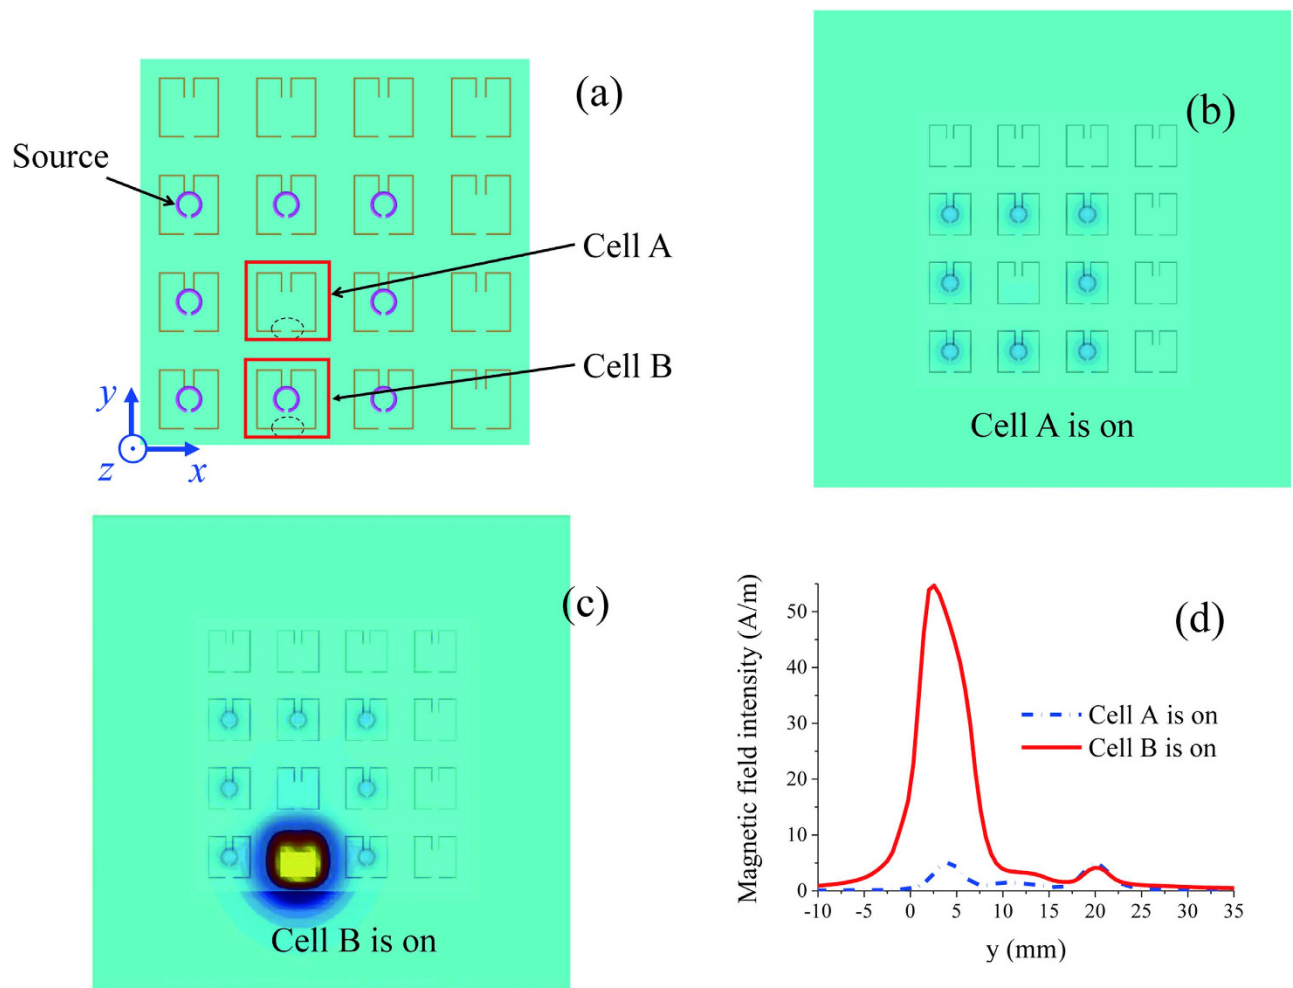 (a)
Source
Cell A
Cell B
y
z
x
(b)
Cell A is on
(c)
Cell B is on
(d)
Magnetic field intensity (A/m)
50
40
30
20
10
0
-10
-5
0
5
10
15
20
25
30
35
y (mm)
Cell A is on
Cell B is on